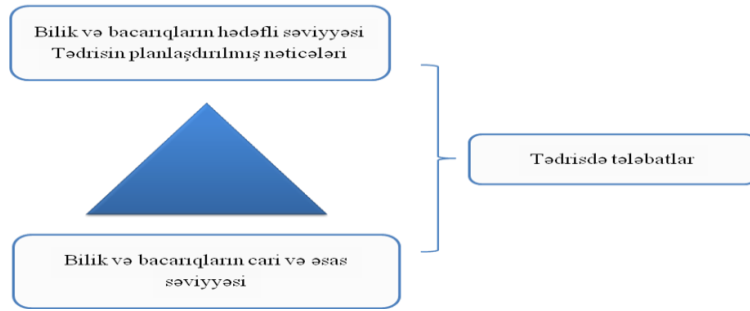 Bilik və bacarıqların hədəfli səviyyəsi
Tədrisin planlaşdırılmış nəticələri
Tədrisdə tələbatlar
Bilik və bacarıqların cari və əsas
səviyyəsi